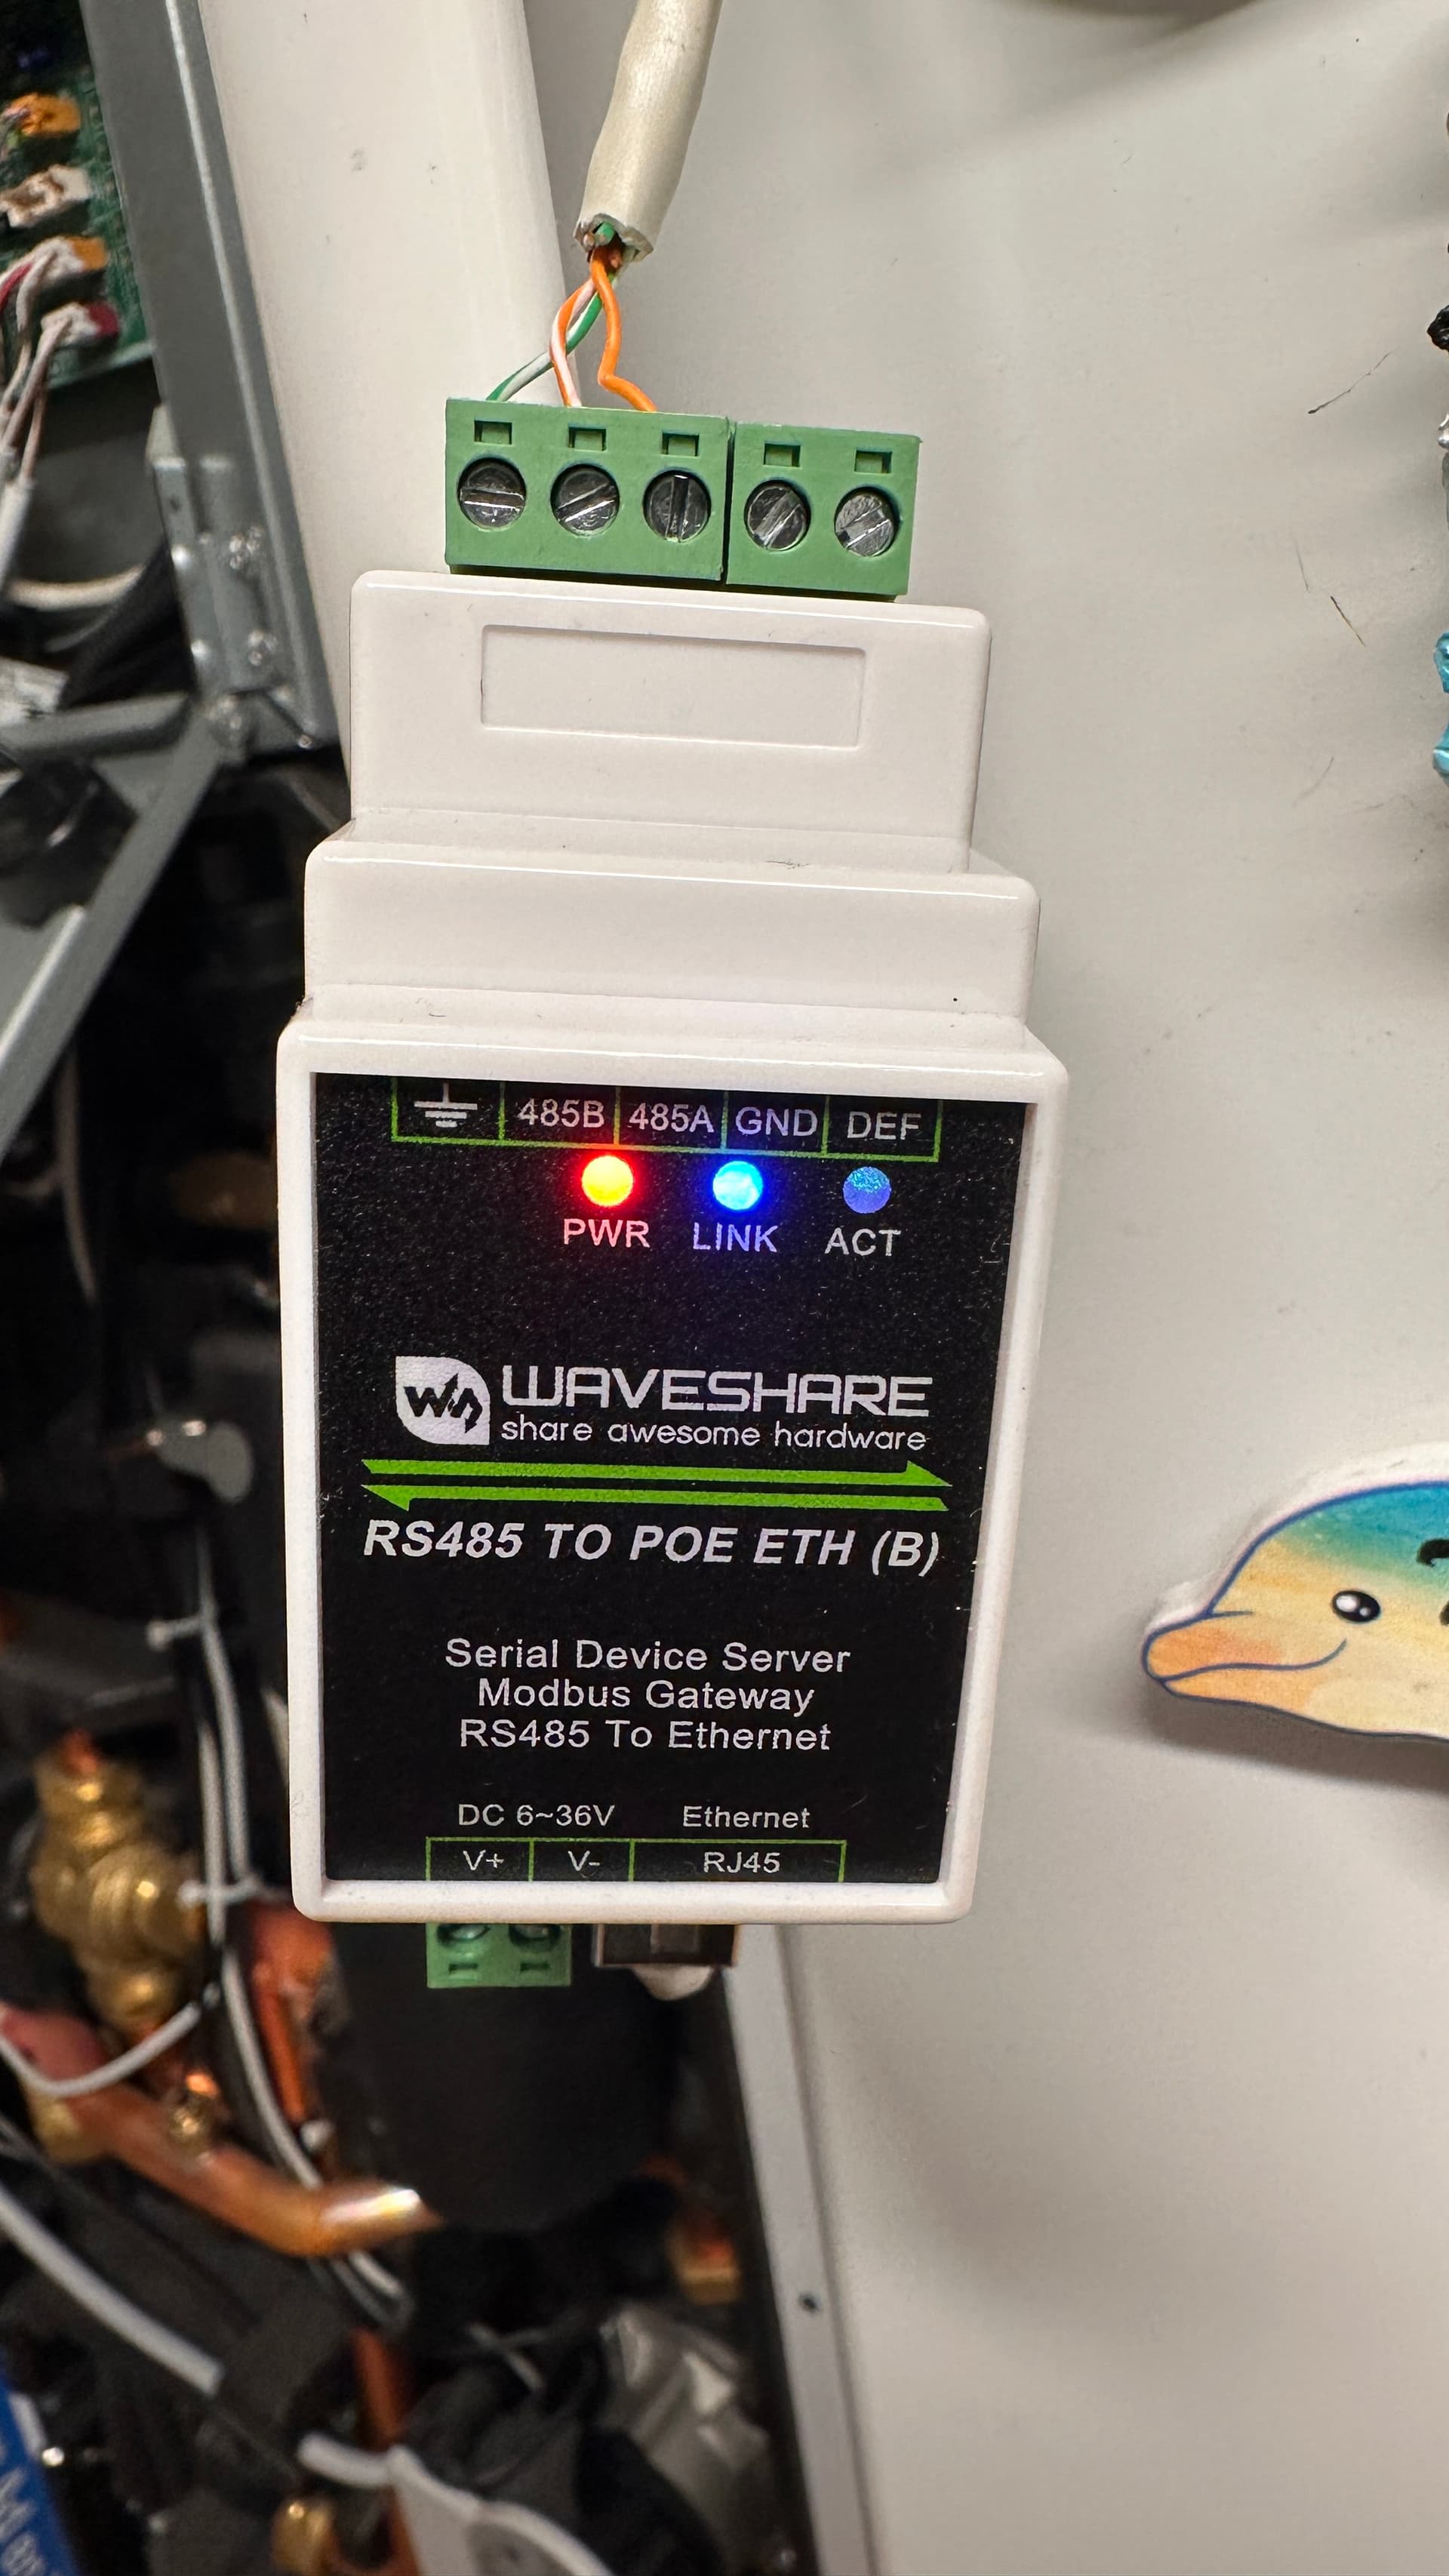 485B 485A GND DEF
PWR LINK ACT
WAVESHARE
share awesome hardware
RS485 TO POE ETH (B)
Serial Device Server
Modbus Gateway
RS485 To Ethernet
DC 6~36V Ethernet
V+ V- RJ45